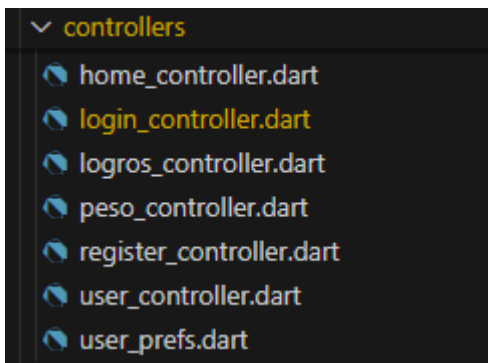 controllers
home_controller.dart
login_controller.dart
logros_controller.dart
peso_controller.dart
register_controller.dart
user_controller.dart
user_prefs.dart